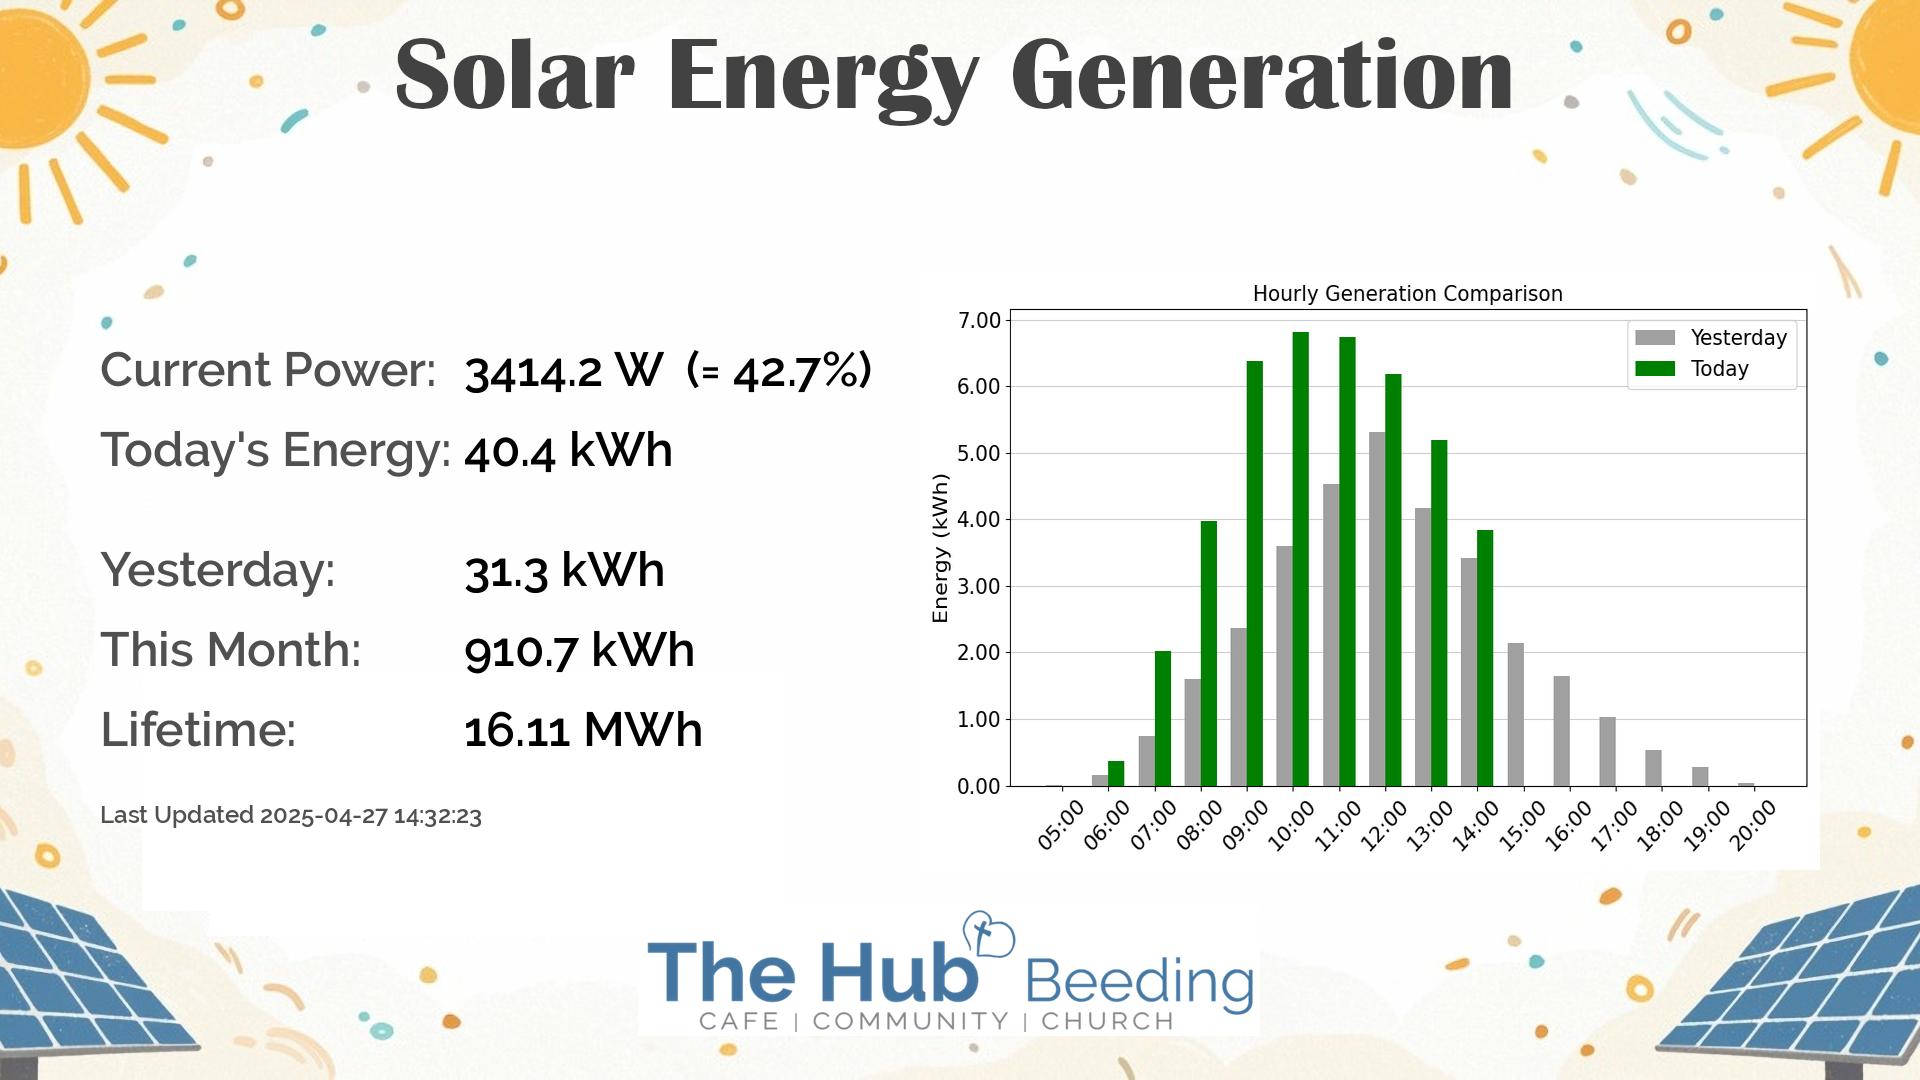 Solar Energy Generation
Current Power: 3414.2 W (= 42.7%)
Today's Energy: 40.4 kWh
Yesterday: 31.3 kWh
This Month: 910.7 kWh
Lifetime: 16.11 MWh
Last Updated 2025-04-27 14:32:23
Hourly Generation Comparison
Yesterday
Today
Energy (kWh)
7.00
6.00
5.00
4.00
3.00
2.00
1.00
0.00
05:00 06:00 07:00 08:00 09:00 10:00 11:00 12:00 13:00 14:00 15:00 16:00 17:00 18:00 19:00 20:00
The Hub Beeding
CAFE | COMMUNITY | CHURCH